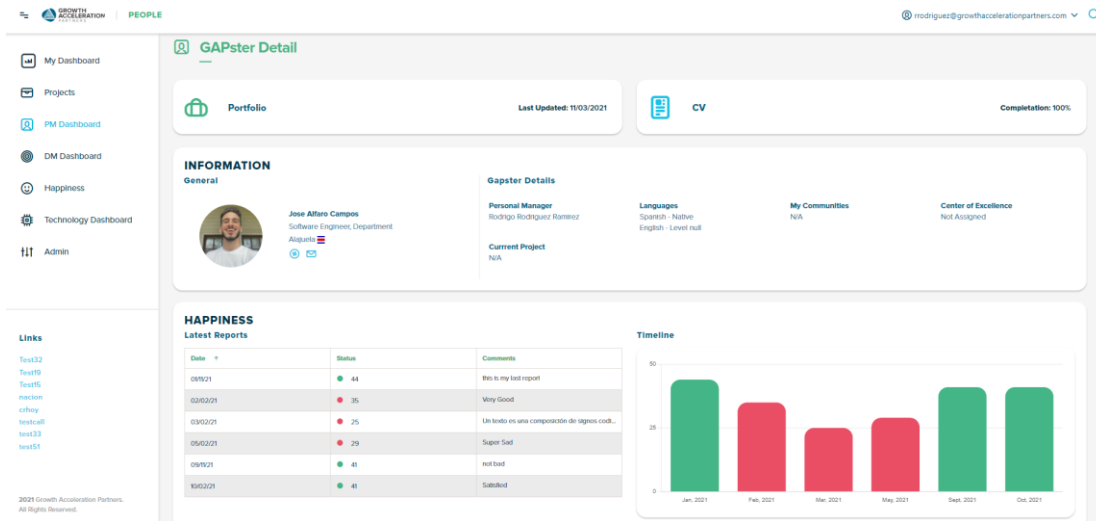 GROWTH
ACCELERATION
PARTNERS
PEOPLE
rrodriguez@growthaccelerationpartners.com
My Dashboard
Projects
PM Dashboard
DM Dashboard
Happiness
Technology Dashboard
Admin
Links
Test32
Test19
Test15
nacion
crhoy
testcell
test33
test51
2021 Growth Acceleration Partners.
All Rights Reserved.
GAPster Detail
Portfolio
Last Updated: 11/03/2021
CV
Completation: 100%
INFORMATION
General
Jose Alfaro Campos
Software Engineer, Department
Alajuela
Gapster Details
Personal Manager
Rodrigo Rodriguez Ramirez
Languages
Spanish - Native
English - Level null
My Communities
N/A
Center of Excellence
Not Assigned
Currrent Project
N/A
HAPPINESS
Latest Reports
Date Status Comments
01/11/21 44 this is my last report
02/02/21 35 Very Good
03/02/21 25 Un texto es una composición de signos codi...
05/02/21 29 Super Sad
09/11/21 41 not bad
10/02/21 41 Satisfied
Timeline
50
25
0
Jan, 2021 Feb, 2021 Mar, 2021 May, 2021 Sept, 2021 Oct, 2021